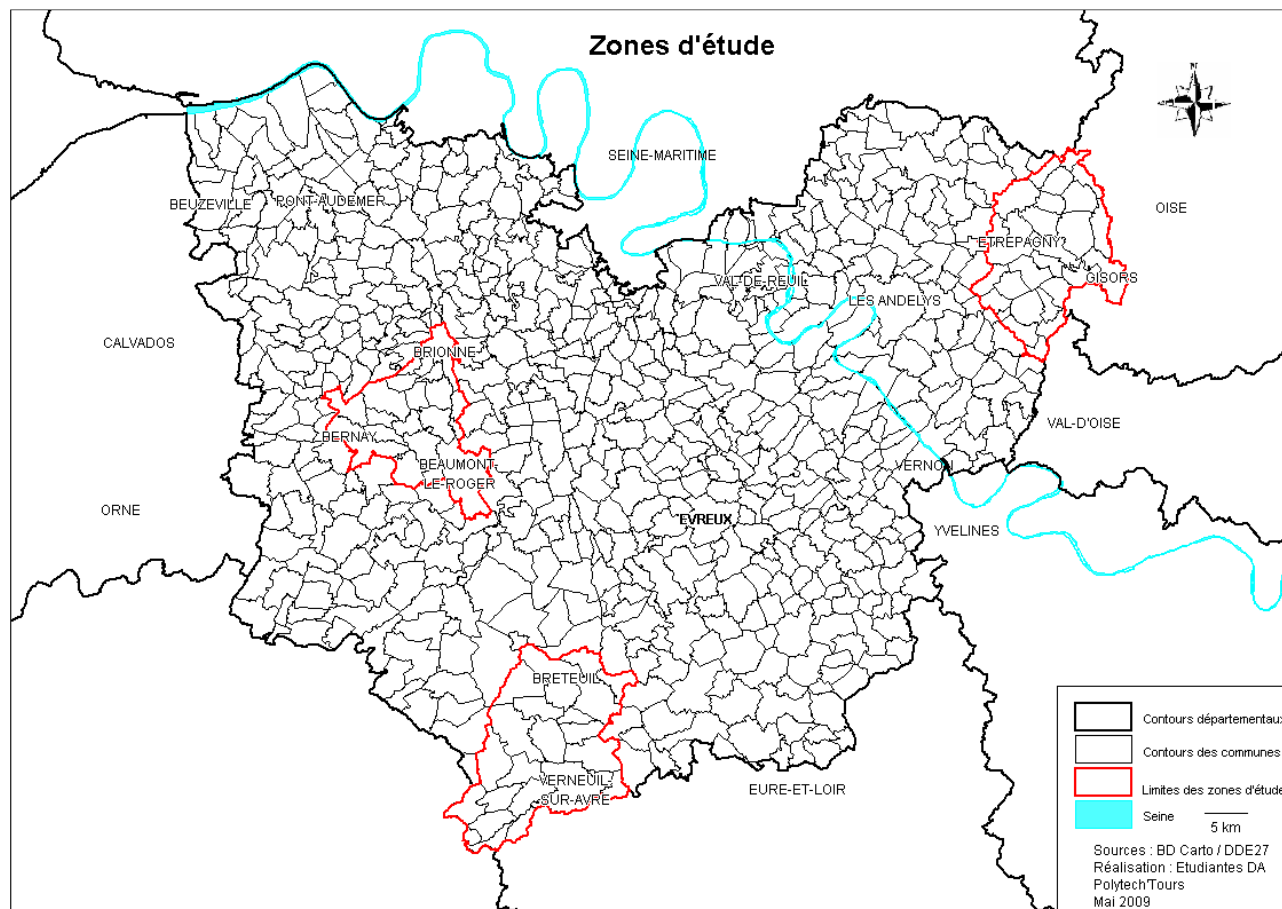 Zones d'étude
N
SEINE-MARITIME
BEUZEVILLE
PONT-AUDEMER
OISE
ETREPAGNY
GISORS
VAL-DE-REUIL
LES ANDELYS
CALVADOS
BRIONNE
VAL-D'OISE
BERNAY
BEAUMONT-
LE-ROGER
VERNON
ORNE
EVREUX
YVELINES
BRETEUIL
VERNEUIL-
SUR-AVRE
EURE-ET-LOIR
Contours départementaux
Contours des communes
Limites des zones d'étude
Seine
5 km
Sources : BD Carto / DDE27
Réalisation : Etudiantes DA
Polytech'Tours
Mai 2009